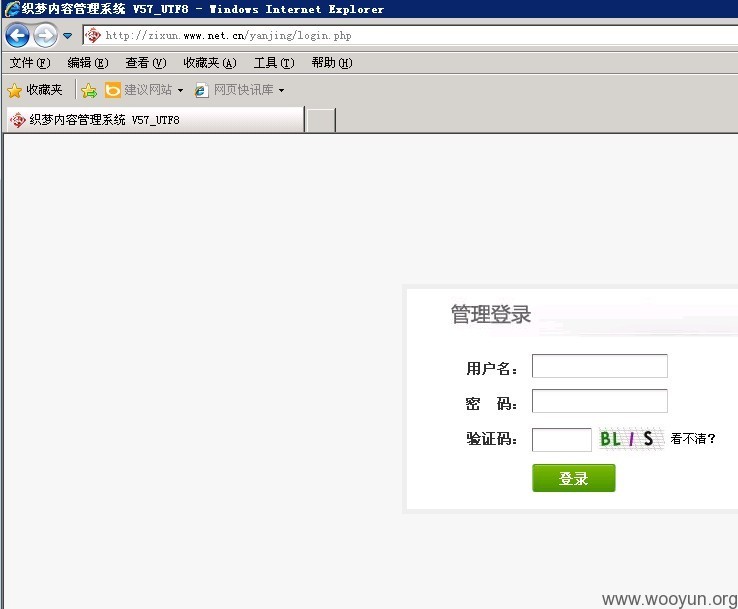 织梦内容管理系统 V57_UTF8 - Windows Internet Explorer
http://zixun.www.net.cn/yanjing/login.php
文件(F) 编辑(E) 查看(V) 收藏夹(A) 工具(T) 帮助(H)
收藏夹 建议网站 网页快讯库
织梦内容管理系统 V57_UTF8
管理登录
用户名：
密 码：
验证码： BLIS 看不清？
登录
www.wooyun.org